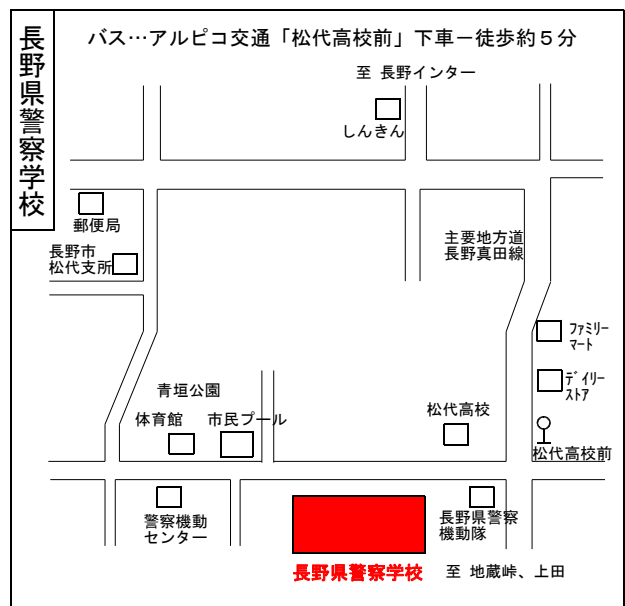 長野県警察学校
バス…アルピコ交通「松代高校前」下車－徒歩約５分
至 長野インター
しんきん
郵便局
長野市
松代支所
主要地方道
長野真田線
ﾌｧﾐﾘｰ
ﾏｰﾄ
ﾃﾞｲﾘｰ
ｽﾄｱ
青垣公園
体育館
市民プール
松代高校
松代高校前
警察機動
センター
長野県警察
機動隊
長野県警察学校
至 地蔵峠、上田